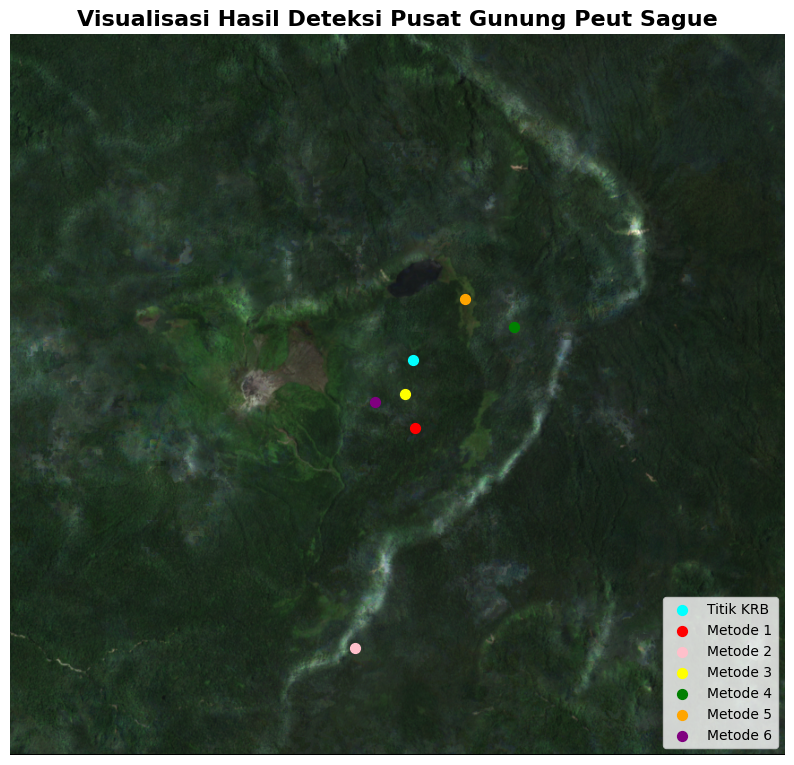 Visualisasi Hasil Deteksi Pusat Gunung Peut Sague
Titik KRB
Metode 1
Metode 2
Metode 3
Metode 4
Metode 5
Metode 6